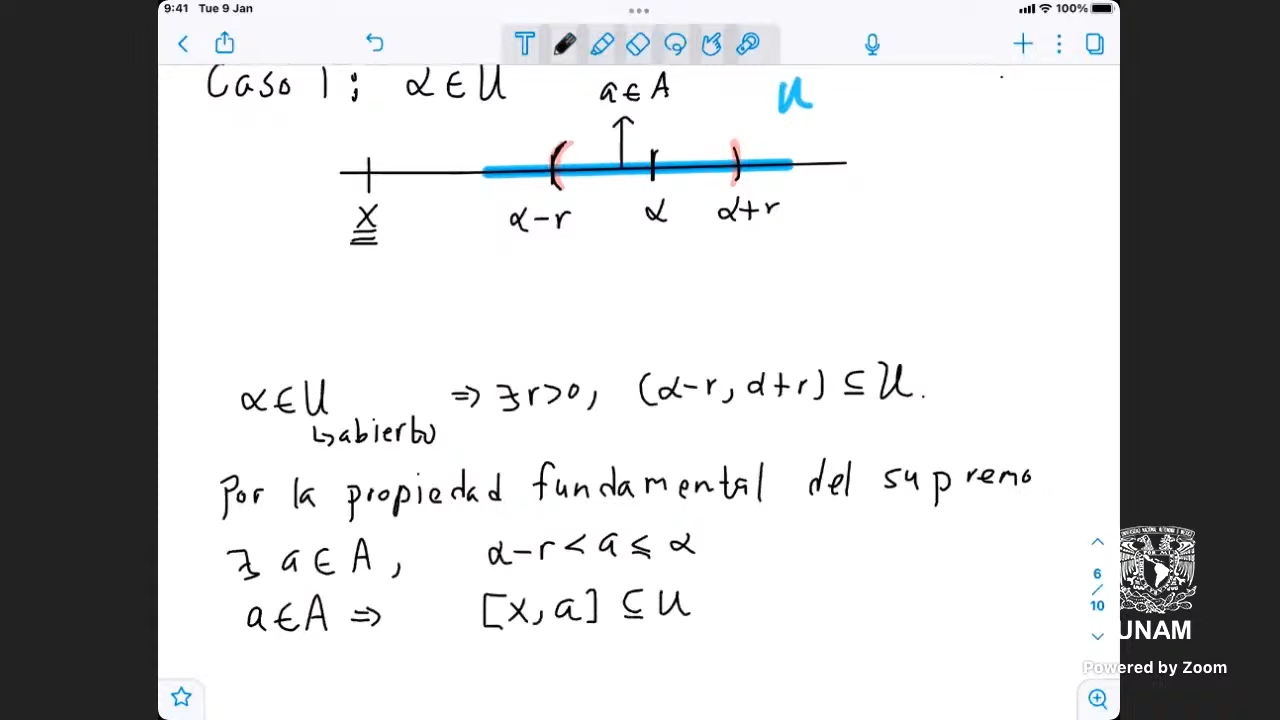 9:41 Tue 9 Jan
100%
Caso 1: α ∈ U
a ∈ A
U
x
α-r
α
α+r
α ∈ U ⇒ ∃ r>0, (α-r, α+r) ⊆ U.
↳abierto
Por la propiedad fundamental del supremo
∃ a ∈ A, α-r < a ≤ α
a ∈ A ⇒ [x, a] ⊆ U
6
/
10
UNAM
Powered by Zoom